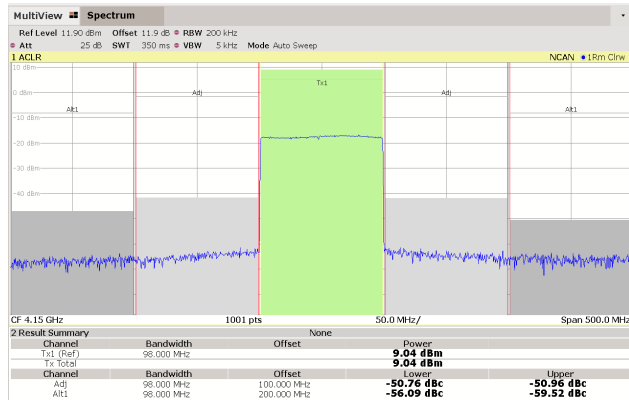 MultiView Spectrum
Ref Level 11.90 dBm Offset 11.9 dB RBW 200 kHz
Att 25 dB SWT 350 ms VBW 5 kHz Mode Auto Sweep
1 ACLR NCAN 1Rm Clrw
10 dBm
Tx1
0 dBm Adj Adj
Alt1 Alt1
-10 dBm
-20 dBm
-30 dBm
-40 dBm
CF 4.15 GHz 1001 pts 50.0 MHz/ Span 500.0 MHz
2 Result Summary None
Channel Bandwidth Offset Power
Tx1 (Ref) 98.000 MHz 9.04 dBm
Tx Total 9.04 dBm
Channel Bandwidth Offset Lower Upper
Adj 98.000 MHz 100.000 MHz -50.76 dBc -50.96 dBc
Alt1 98.000 MHz 200.000 MHz -56.09 dBc -59.52 dBc